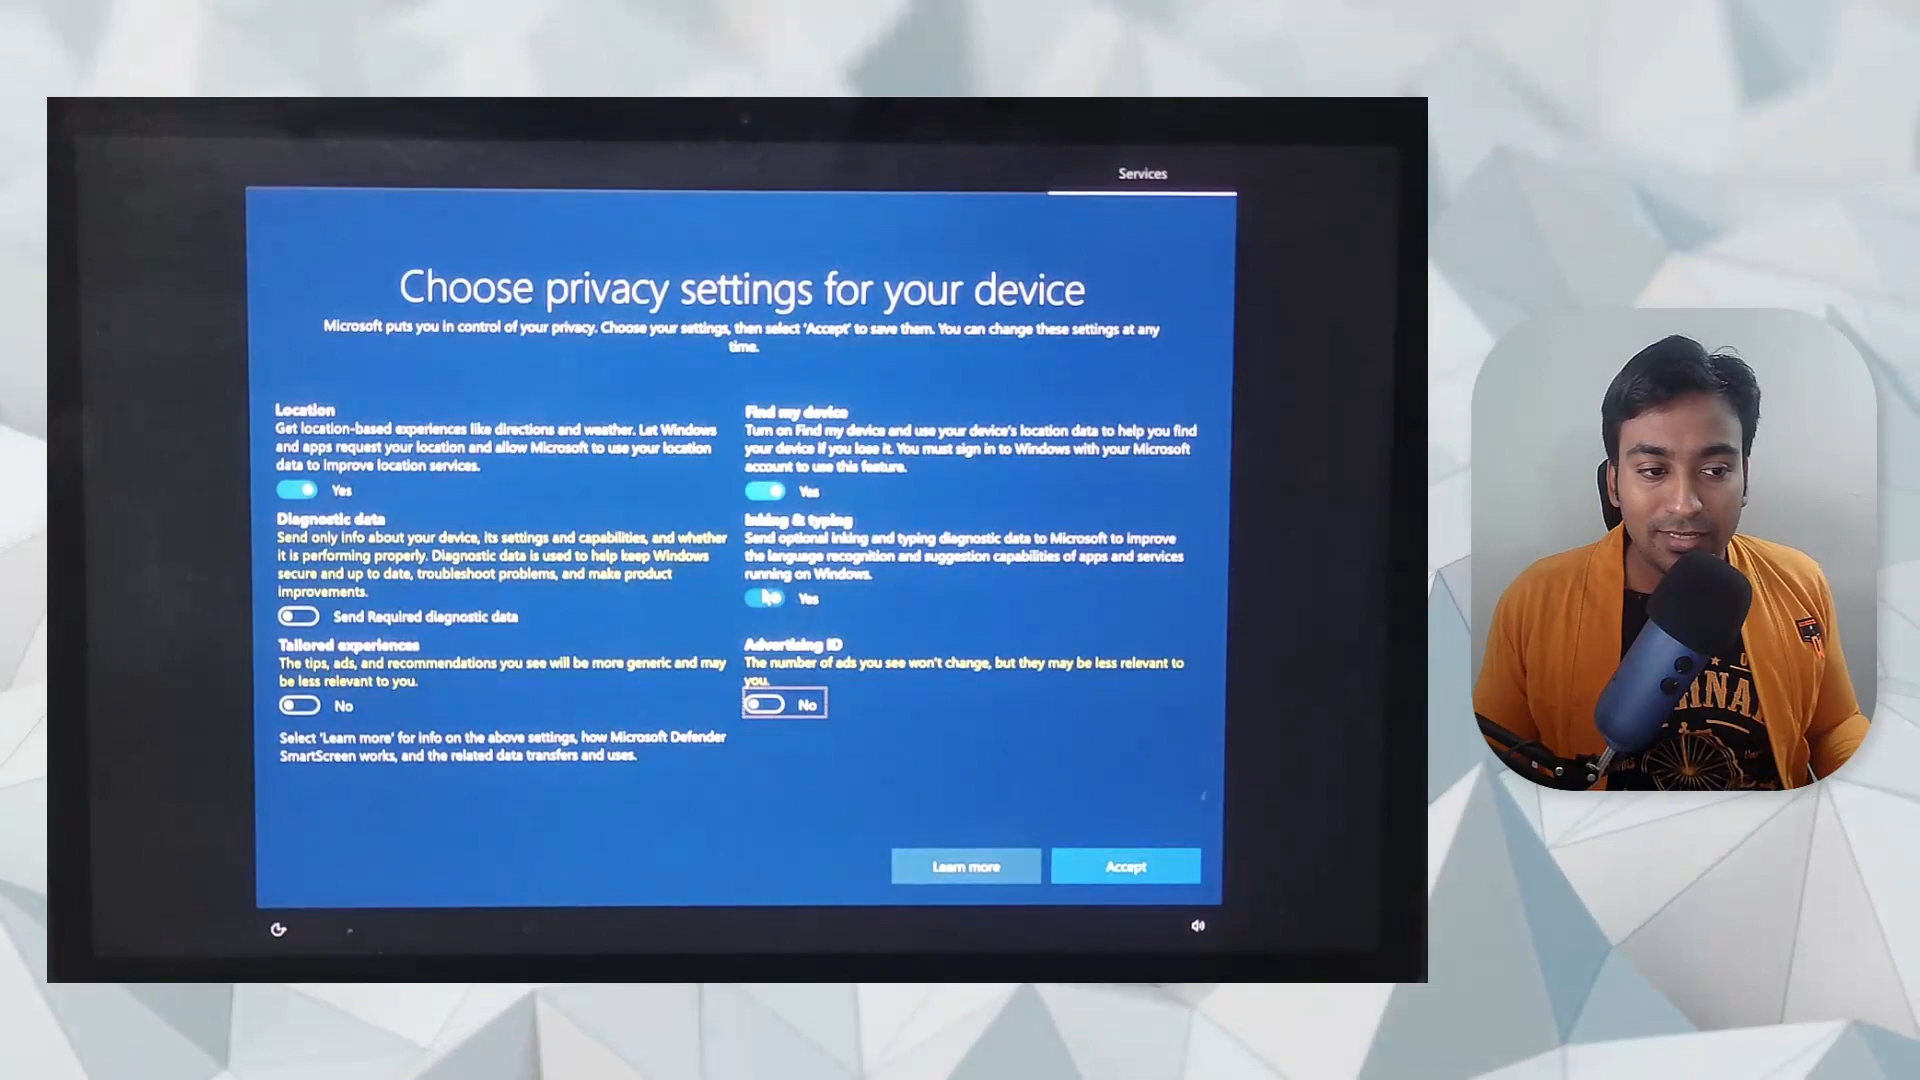 Services
Choose privacy settings for your device
Microsoft puts you in control of your privacy. Choose your settings, then select 'Accept' to save them. You can change these settings at any
time.
Location
Get location-based experiences like directions and weather. Let Windows
and apps request your location and allow Microsoft to use your location
data to improve location services.
Yes
Diagnostic data
Send only info about your device, its settings and capabilities, and whether
it is performing properly. Diagnostic data is used to help keep Windows
secure and up to date, troubleshoot problems, and make product
improvements.
Send Required diagnostic data
Tailored experiences
The tips, ads, and recommendations you see will be more generic and may
be less relevant to you.
No
Select 'Learn more' for info on the above settings, how Microsoft Defender
SmartScreen works, and the related data transfers and uses.
Find my device
Turn on Find my device and use your device's location data to help you find
your device if you lose it. You must sign in to Windows with your Microsoft
account to use this feature.
Yes
Inking & typing
Send optional inking and typing diagnostic data to Microsoft to improve
the language recognition and suggestion capabilities of apps and services
running on Windows.
Yes
Advertising ID
The number of ads you see won't change, but they may be less relevant to
you.
No
Learn more
Accept